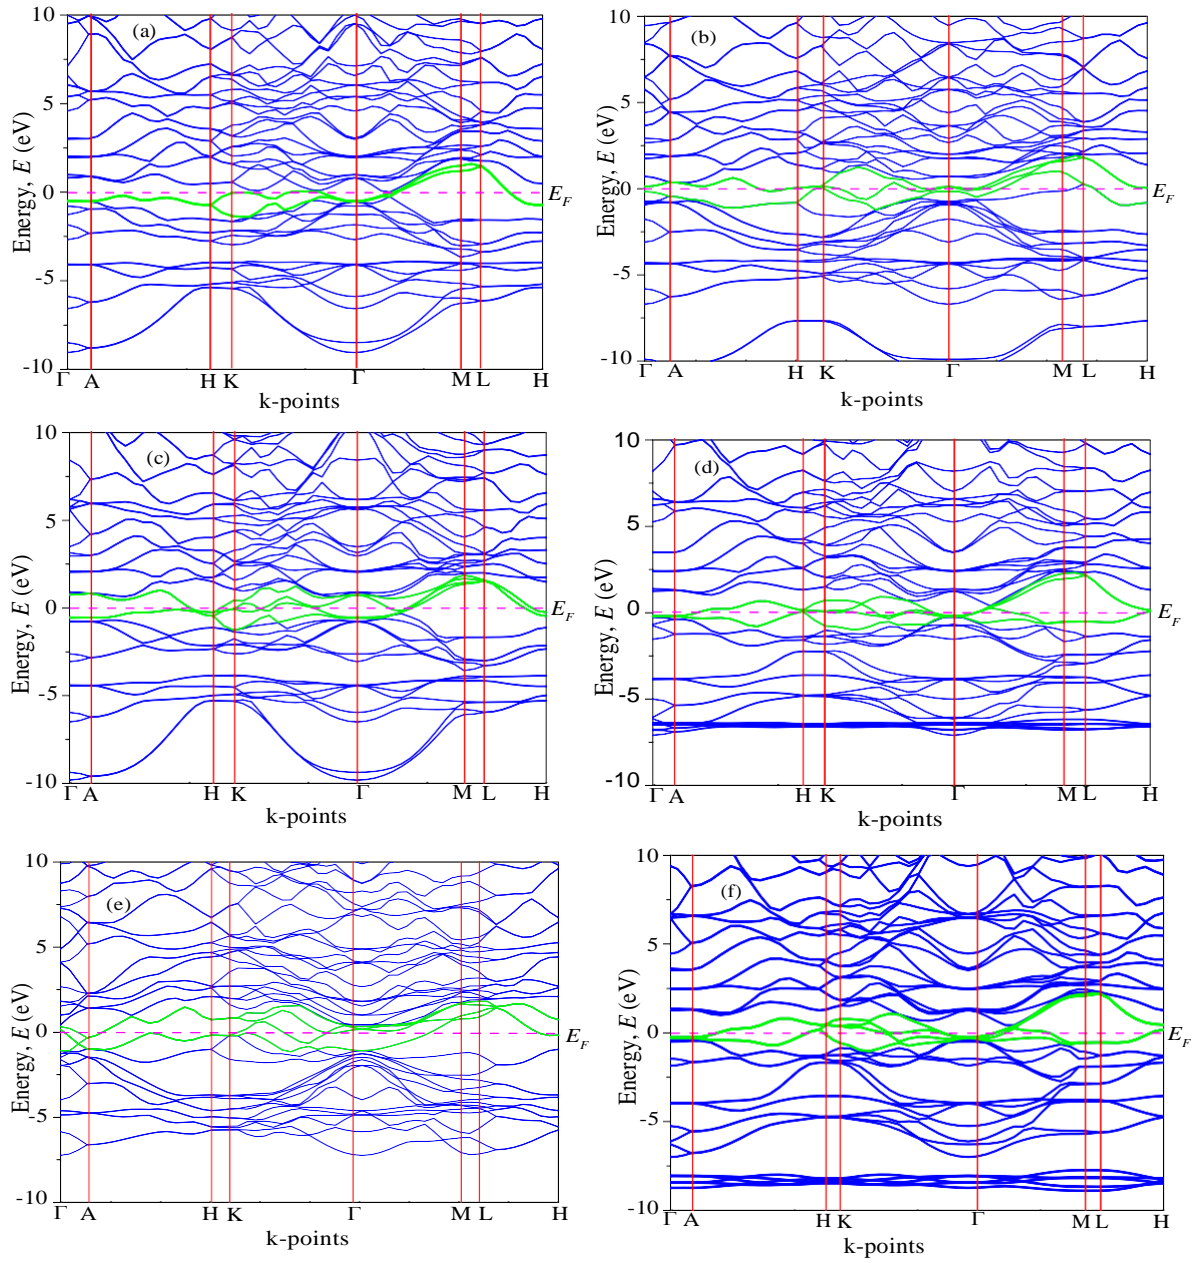 (a)
10
5
0
-5
-10
Energy, E (eV)
E_F
Γ A H K Γ M L H
k-points
(b)
10
5
0
-5
-10
Energy, E (eV)
E_F
Γ A H K Γ M L H
k-points
(c)
10
5
0
-5
-10
Energy, E (eV)
E_F
Γ A H K Γ M L H
k-points
(d)
10
5
0
-5
-10
Energy, E (eV)
E_F
Γ A H K Γ M L H
k-points
(e)
10
5
0
-5
-10
Energy, E (eV)
E_F
Γ A H K Γ M L H
k-points
(f)
10
5
0
-5
-10
Energy, E (eV)
E_F
Γ A H K Γ M L H
k-points